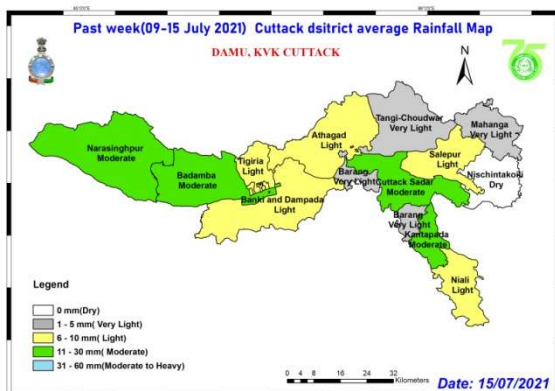 Past week(09-15 July 2021) Cuttack dsitrict average Rainfall Map
DAMU, KVK CUTTACK
N
75
Tangi-Choudwar
Very Light
Mahanga
Very Light
Narasinghpur
Moderate
Athagad
Light
Salepur
Light
Badamba
Moderate
Tigiria
Light
Barang
Very Light
Cuttack Sadar
Moderate
Nischintakoili
Dry
Banki and Dampada
Light
Barang
Very Light
Kantapada
Moderate
Niali
Light
Legend
0 mm(Dry)
1 - 5 mm( Very Light)
6 - 10 mm( Light)
11 - 30 mm( Moderate)
31 - 60 mm(Moderate to Heavy)
0 4 8 16 24 32
Kilometers
Date: 15/07/2021